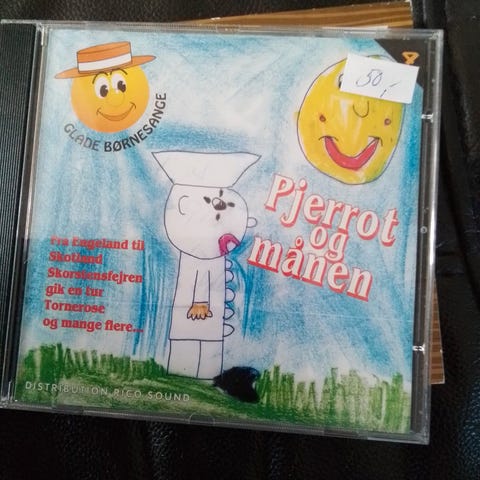 GLADE BØRNESANGE
50,-
Pjerrot
og
månen
Fra Engeland til
Skotland
Skorstensfejren
gik en tur
Tornerose
og mange flere...
DISTRIBUTION RICO SOUND